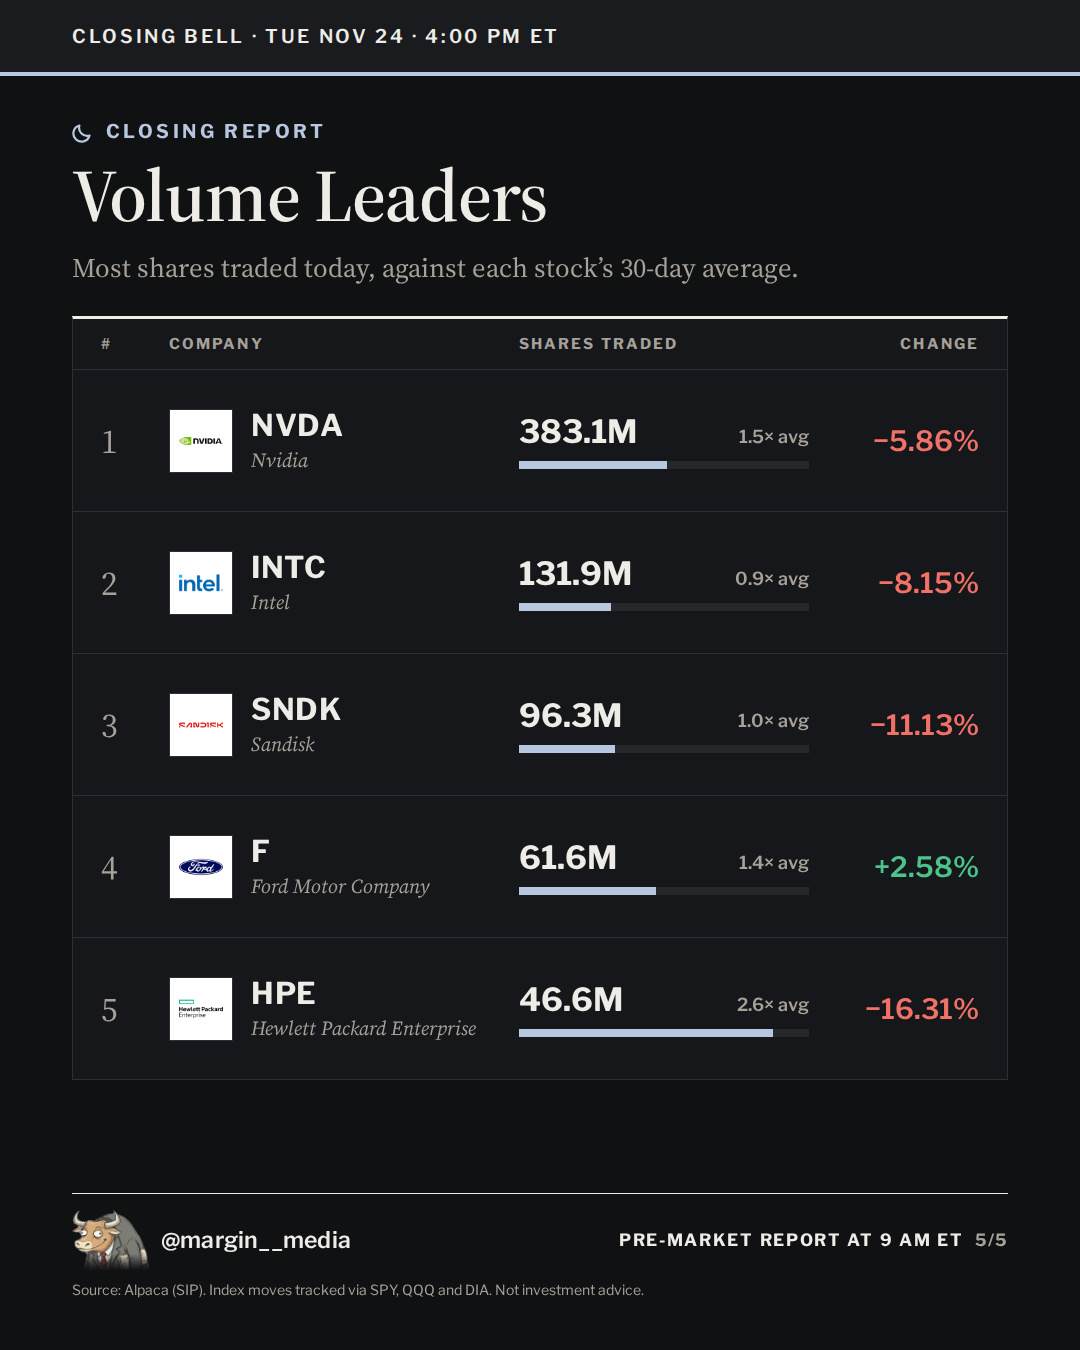 CLOSING BELL · TUE NOV 24 · 4:00 PM ET
CLOSING REPORT
Volume Leaders
Most shares traded today, against each stock’s 30-day average.
# COMPANY SHARES TRADED CHANGE
1 NVIDIA NVDA 383.1M 1.5× avg −5.86%
Nvidia
2 intel. INTC 131.9M 0.9× avg −8.15%
Intel
3 SANDISK SNDK 96.3M 1.0× avg −11.13%
Sandisk
4 Ford F 61.6M 1.4× avg +2.58%
Ford Motor Company
5 Hewlett Packard Enterprise HPE 46.6M 2.6× avg −16.31%
Hewlett Packard Enterprise
@margin__media PRE-MARKET REPORT AT 9 AM ET 5/5
Source: Alpaca (SIP). Index moves tracked via SPY, QQQ and DIA. Not investment advice.